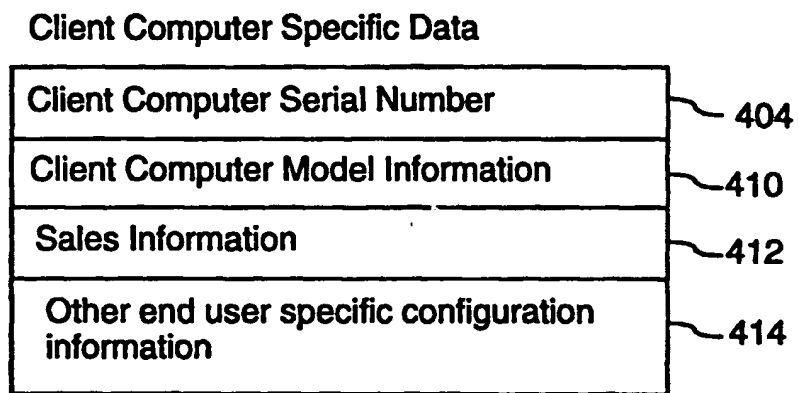 Client Computer Specific Data
Client Computer Serial Number
404
Client Computer Model Information
410
Sales Information
412
Other end user specific configuration
information
414